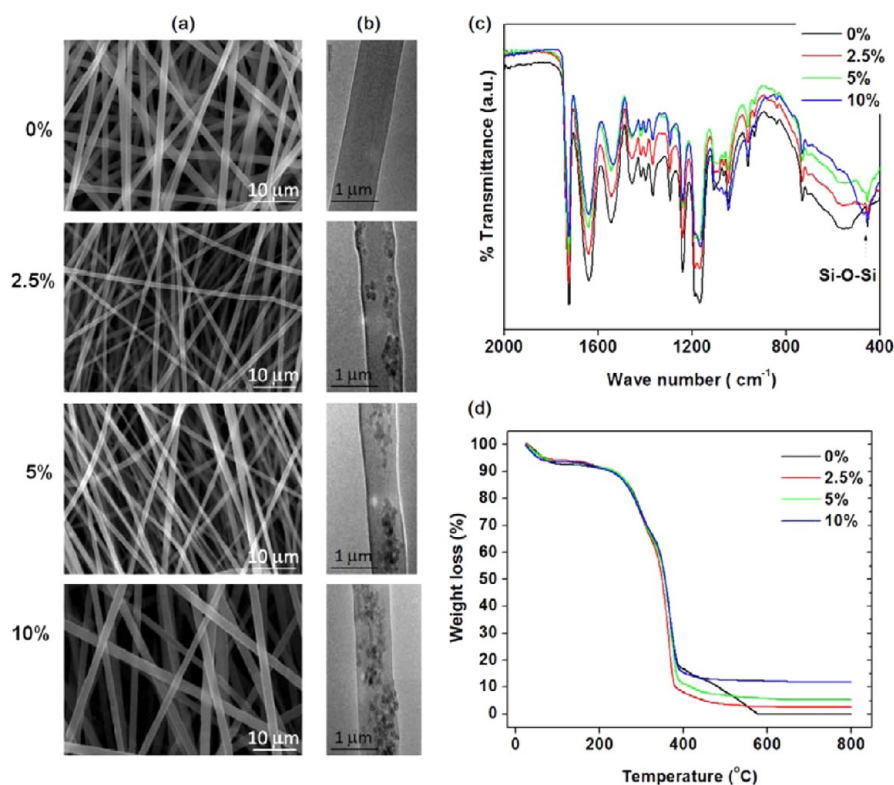 (a)
(b)
0%
10 μm
1 μm
2.5%
10 μm
1 μm
5%
10 μm
1 μm
10%
10 μm
1 μm
(c)
% Transmittance (a.u.)
0%
2.5%
5%
10%
Si-O-Si
2000 1600 1200 800 400
Wave number ( cm⁻¹)
(d)
Weight loss (%)
100
90
80
70
60
50
40
30
20
10
0
0%
2.5%
5%
10%
0 200 400 600 800
Temperature (°C)